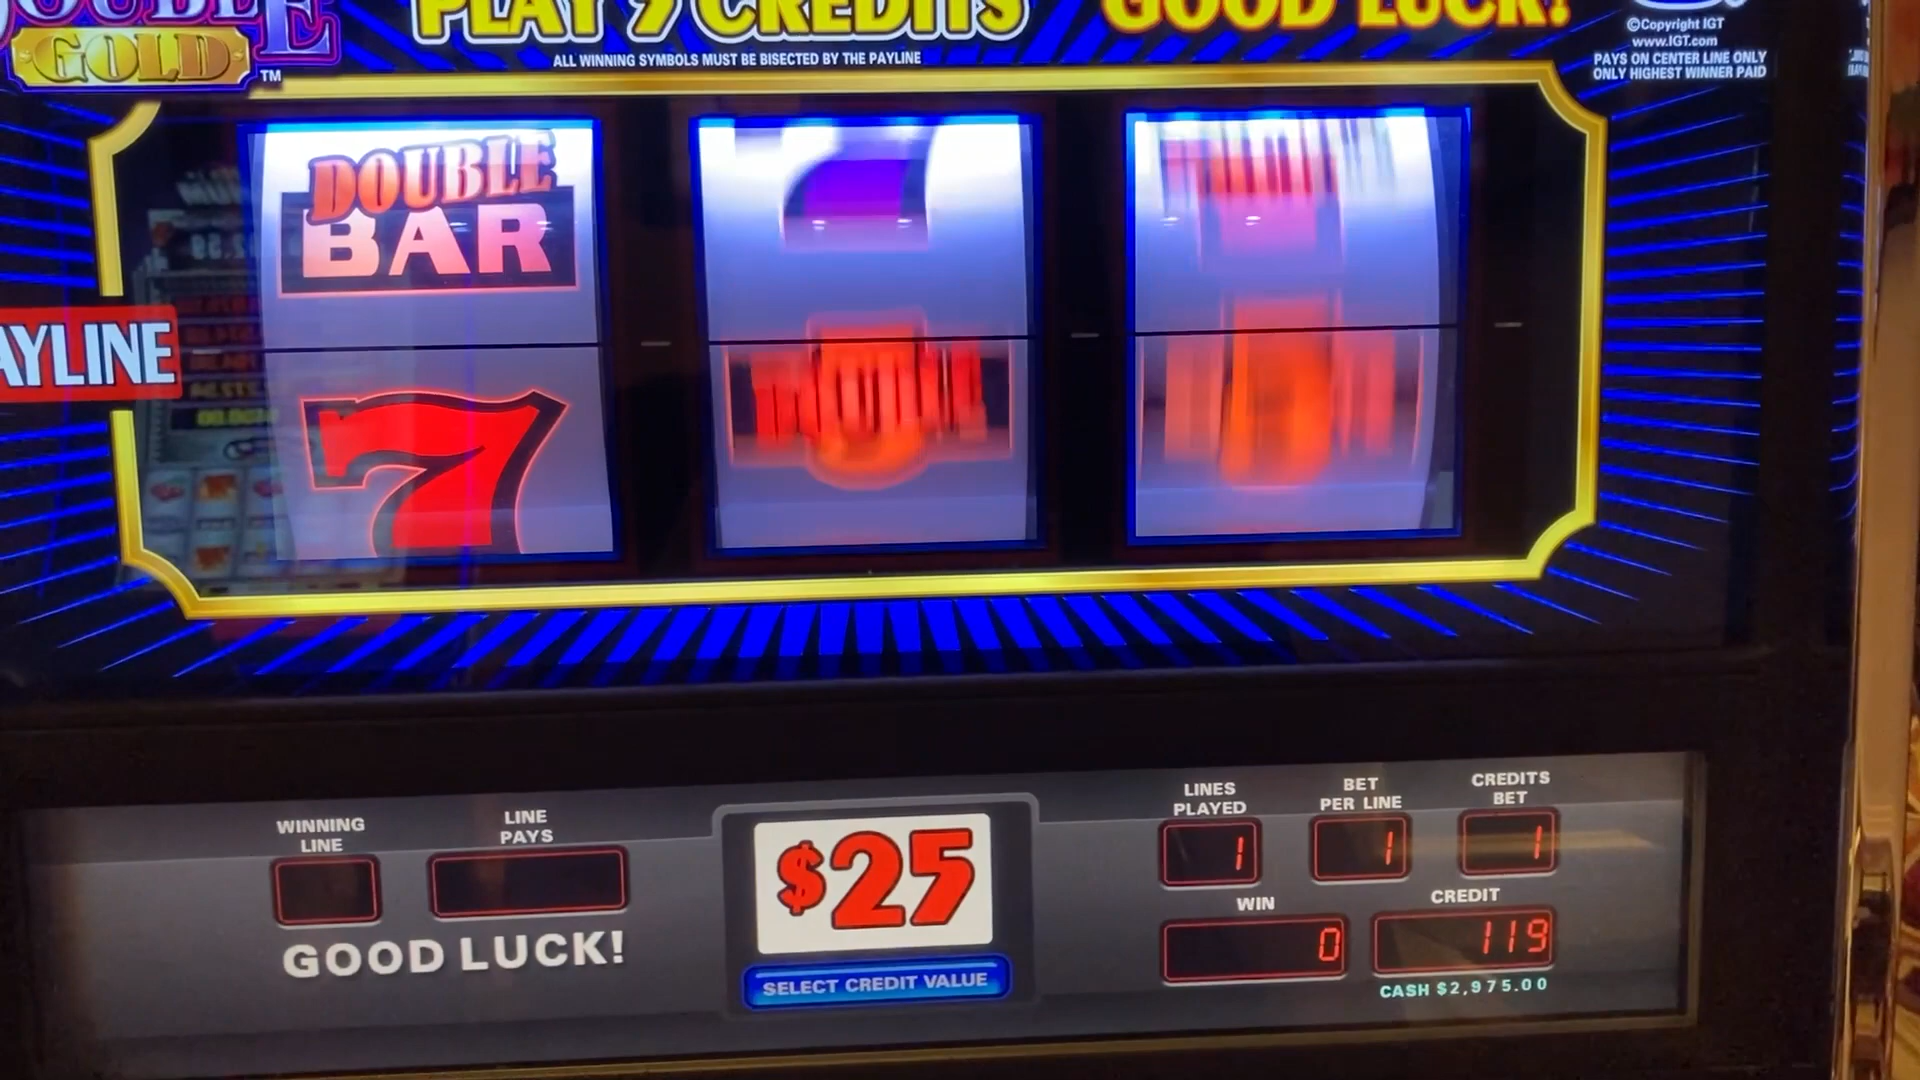 DOUBLE
GOLD
TM
PLAY 9 CREDITS
GOOD LUCK!
ALL WINNING SYMBOLS MUST BE BISECTED BY THE PAYLINE
©Copyright IGT
www.IGT.com
PAYS ON CENTER LINE ONLY
ONLY HIGHEST WINNER PAID
DOUBLE
BAR
AYLINE
7
WINNING
LINE
LINE
PAYS
GOOD LUCK!
$25
SELECT CREDIT VALUE
LINES
PLAYED
1
BET
PER LINE
1
CREDITS
BET
1
WIN
0
CREDIT
119
CASH $2,975.00